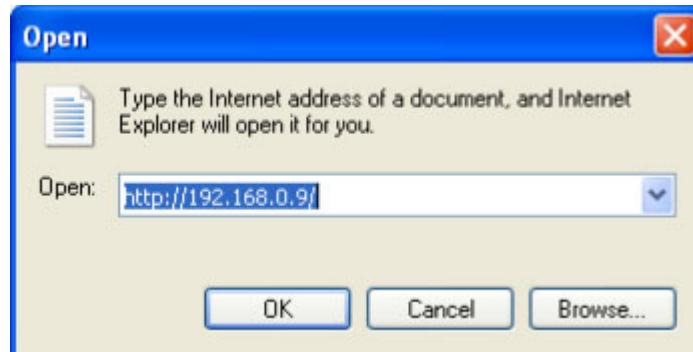 Open
Type the Internet address of a document, and Internet
Explorer will open it for you.
Open: http://192.168.0.9/
OK Cancel Browse...